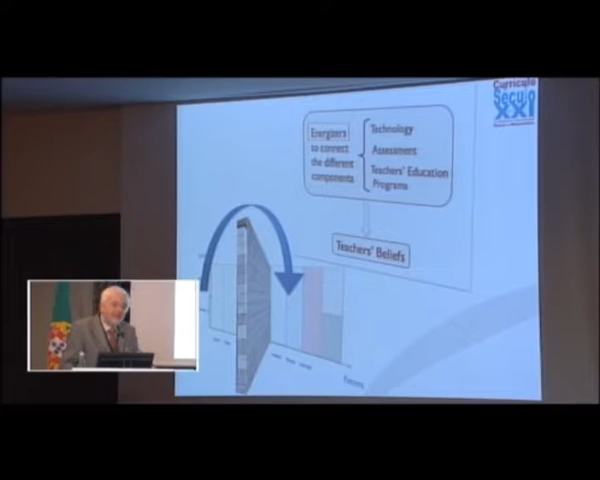 Currículo
Século
XXI
Energizers
to connect
the different
components
Technology
Assessment
Teachers' Education
Programs
Teachers' Beliefs